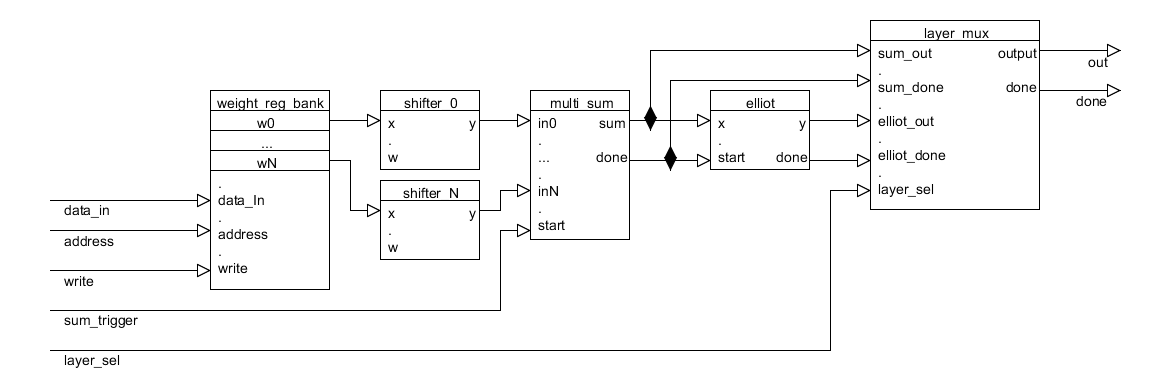 weight_reg_bank
w0
...
wN
.
data_In
.
address
.
write
data_in
address
write
sum_trigger
layer_sel
shifter_0
x y
.
w
shifter_N
x y
.
w
multi_sum
in0 sum
.
... done
.
inN
.
start
elliot
x y
.
start done
layer_mux
sum_out output
.
sum_done done
.
elliot_out
.
elliot_done
.
layer_sel
out
done